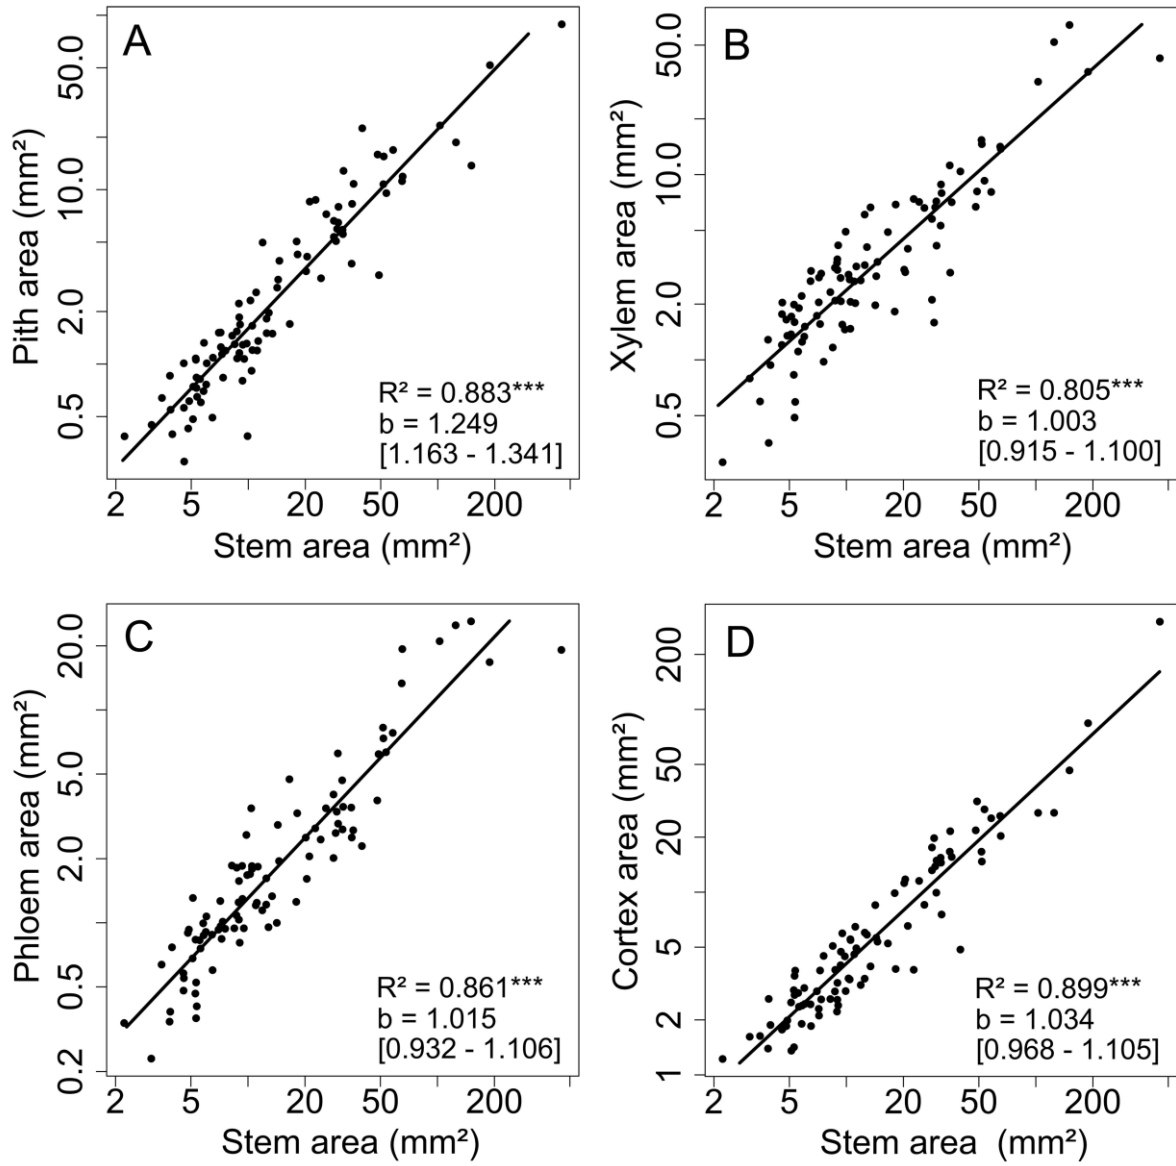 A
Pith area (mm²)
50.0
10.0
2.0
0.5
R² = 0.883***
b = 1.249
[1.163 - 1.341]
2 5 20 50 200
Stem area (mm²)
B
Xylem area (mm²)
50.0
10.0
2.0
0.5
R² = 0.805***
b = 1.003
[0.915 - 1.100]
2 5 20 50 200
Stem area (mm²)
C
Phloem area (mm²)
20.0
5.0
2.0
0.5
0.2
R² = 0.861***
b = 1.015
[0.932 - 1.106]
2 5 20 50 200
Stem area (mm²)
D
Cortex area (mm²)
200
50
20
5
2
1
R² = 0.899***
b = 1.034
[0.968 - 1.105]
2 5 20 50 200
Stem area (mm²)